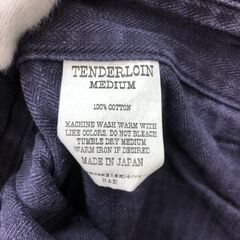 TENDERLOIN
MEDIUM
100% COTTON
MACHINE WASH WARM WITH
LIKE COLORS. DO NOT BLEACH
TUMBLE DRY MEDIUM
WARM IRON IF DESIRED
MADE IN JAPAN